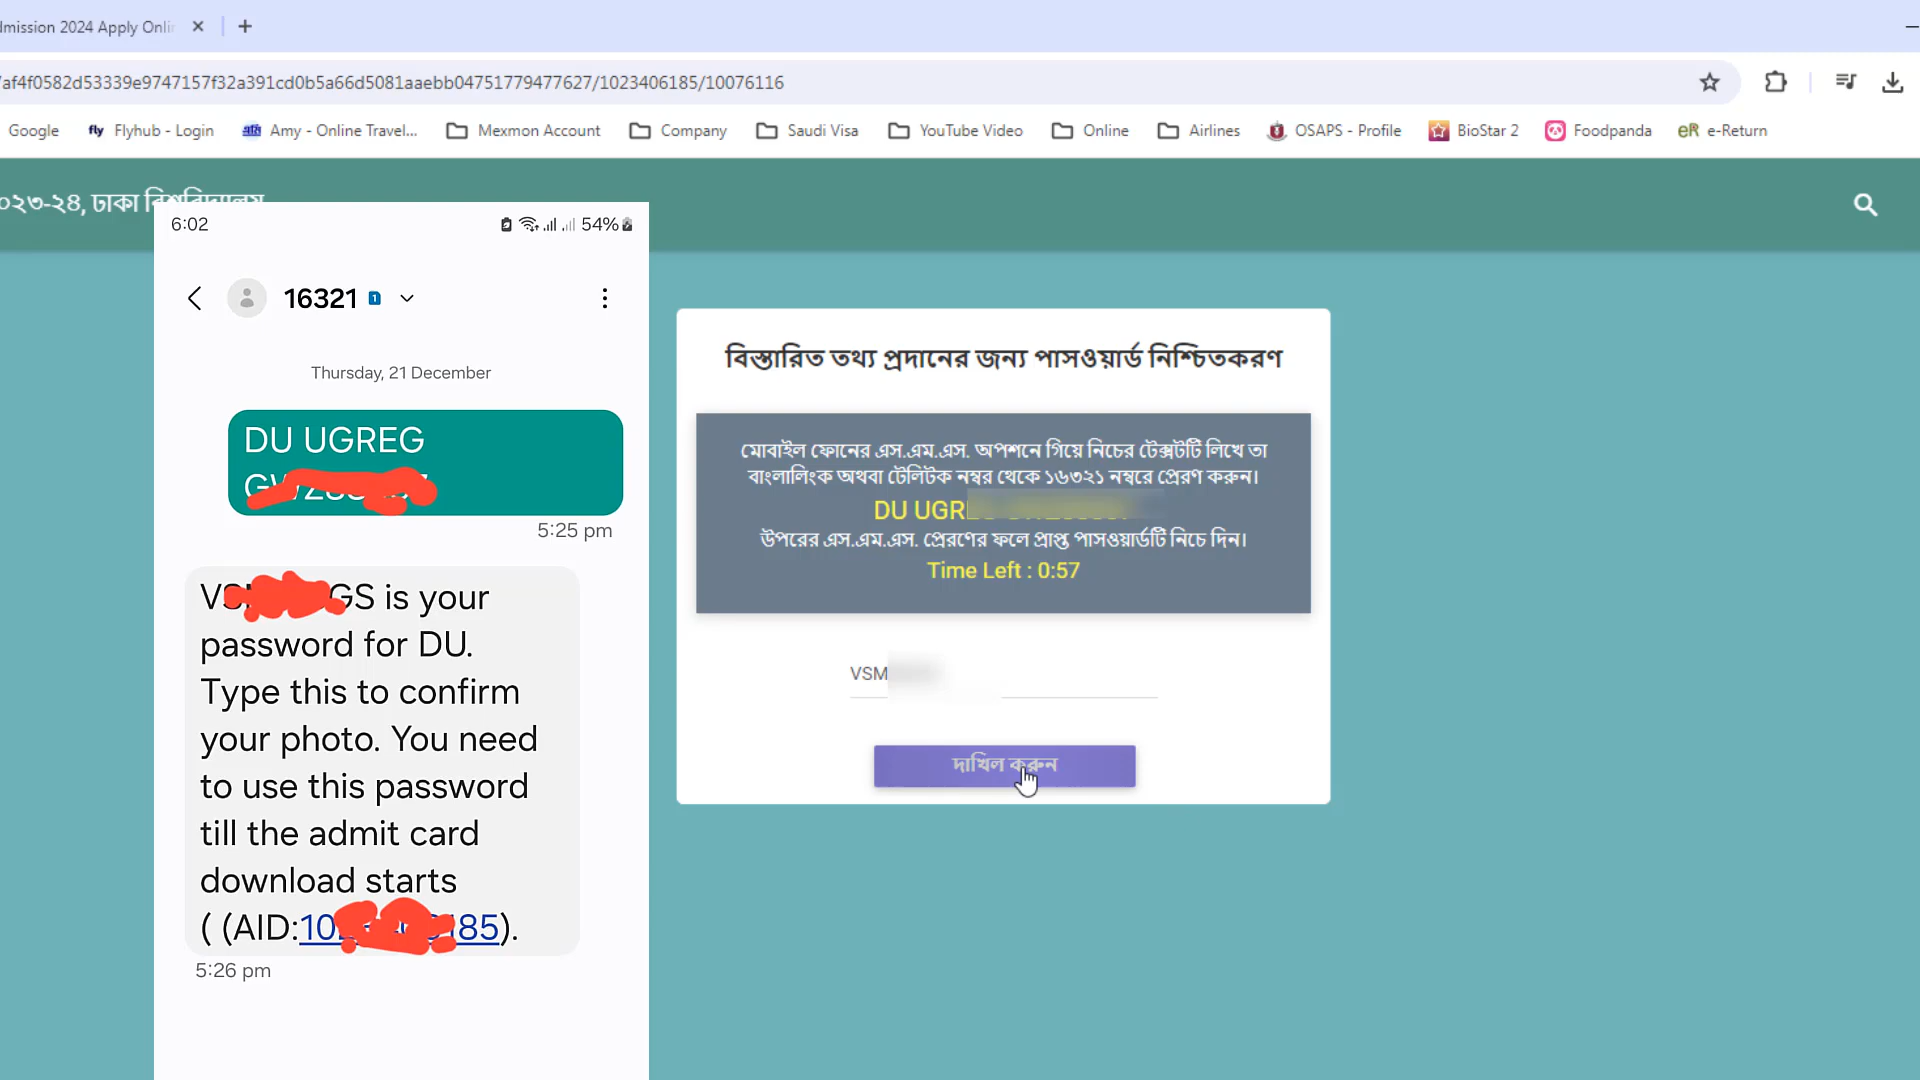 mission 2024 Apply Onli
af4f0582d53339e9747157f32a391cd0b5a66d5081aaebb04751779477627/1023406185/10076116
Google fly Flyhub - Login Amy - Online Travel... Mexmon Account Company Saudi Visa YouTube Video Online Airlines OSAPS - Profile BioStar 2 Foodpanda eR e-Return
২০২৩-২৪, ঢাকা
6:02 54%
16321 1
Thursday, 21 December
DU UGREG
5:25 pm
is your
password for DU.
Type this to confirm
your photo. You need
to use this password
till the admit card
download starts
( (AID:
5:26 pm
বিস্তারিত তথ্য প্রদানের জন্য পাসওয়ার্ড নিশ্চিতকরণ
মোবাইল ফোনের এস.এম.এস. অপশনে গিয়ে নিচের টেক্সটটি লিখে তা
বাংলালিংক অথবা টেলিটক নম্বর থেকে ১৬৩২১ নম্বরে প্রেরণ করুন।
DU
উপরের এস.এম.এস. প্রেরণের ফলে প্রাপ্ত পাসওয়ার্ডটি নিচে দিন।
Time Left : 0:57
VSM
দাখিল করুন